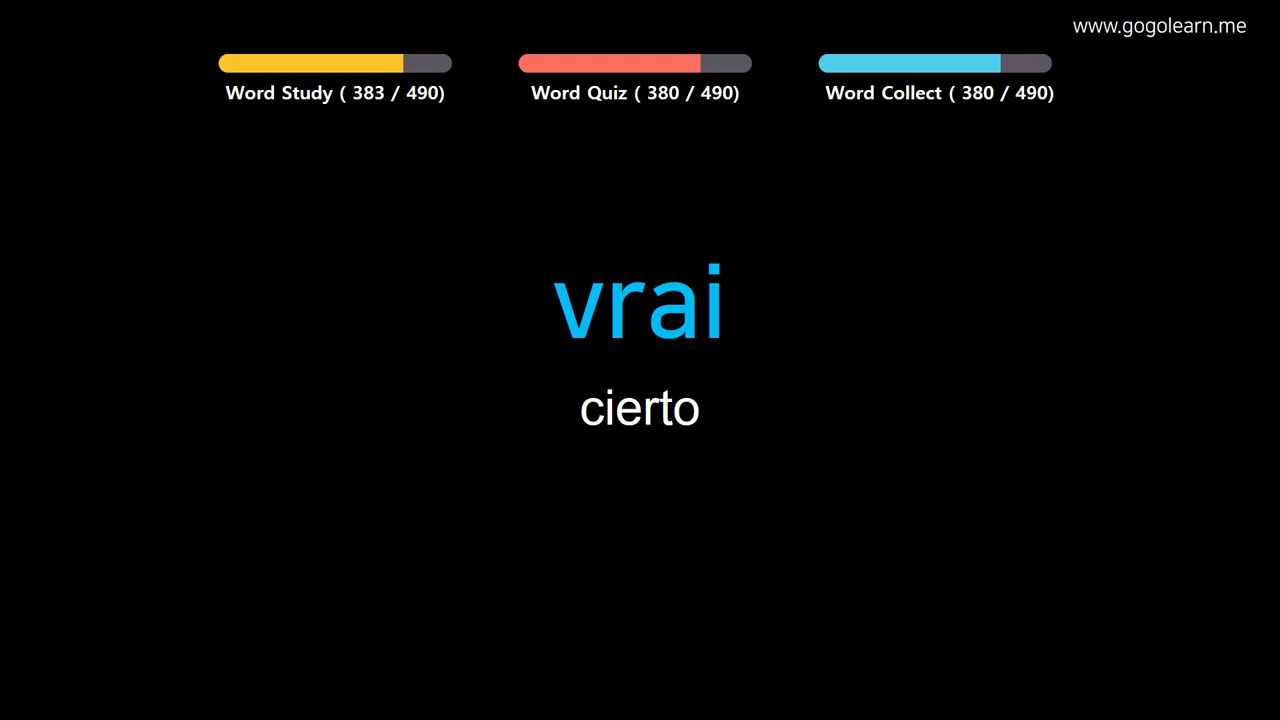 www.gogolearn.me
Word Study ( 383 / 490)
Word Quiz ( 380 / 490)
Word Collect ( 380 / 490)
vrai
cierto